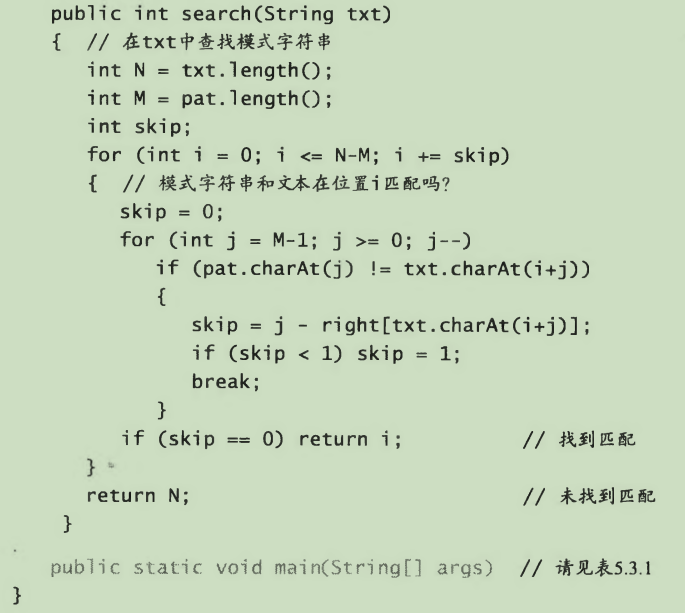 public int search(String txt)
{ // 在txt中查找模式字符串
int N = txt.length();
int M = pat.length();
int skip;
for (int i = 0; i <= N-M; i += skip)
{ // 模式字符串和文本在位置i匹配吗?
skip = 0;
for (int j = M-1; j >= 0; j--)
if (pat.charAt(j) != txt.charAt(i+j))
{
skip = j - right[txt.charAt(i+j)];
if (skip < 1) skip = 1;
break;
}
if (skip == 0) return i; // 找到匹配
}
return N; // 未找到匹配
}
public static void main(String[] args) // 请见表5.3.1
}